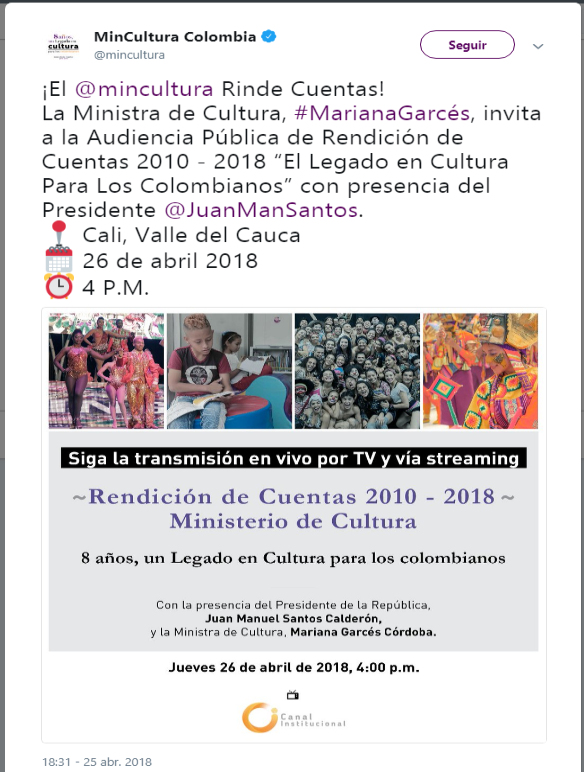 MinCultura Colombia
@mincultura
Seguir
¡El @mincultura Rinde Cuentas!
La Ministra de Cultura, #MarianaGarcés, invita
a la Audiencia Pública de Rendición de
Cuentas 2010 - 2018 “El Legado en Cultura
Para Los Colombianos” con presencia del
Presidente @JuanManSantos.
Cali, Valle del Cauca
26 de abril 2018
4 P.M.
Siga la transmisión en vivo por TV y vía streaming
~Rendición de Cuentas 2010 - 2018 ~
Ministerio de Cultura
8 años, un Legado en Cultura para los colombianos
Con la presencia del Presidente de la República,
Juan Manuel Santos Calderón,
y la Ministra de Cultura, Mariana Garcés Córdoba.
Jueves 26 de abril de 2018, 4:00 p.m.
Canal
Institucional
18:31 - 25 abr. 2018